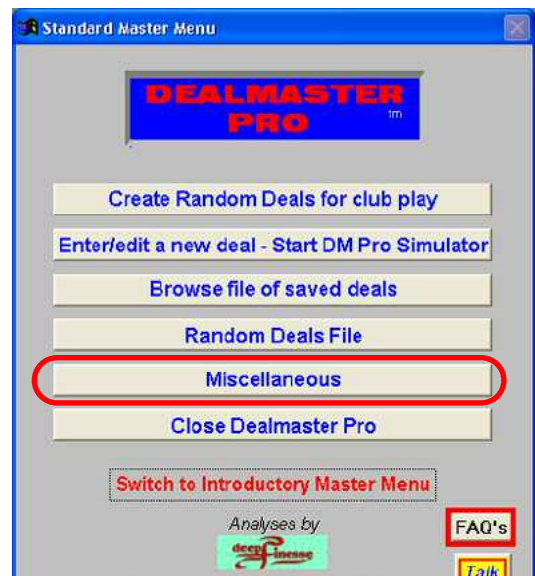 Standard Master Menu
DEALMASTER
PRO
tm
Create Random Deals for club play
Enter/edit a new deal - Start DM Pro Simulator
Browse file of saved deals
Random Deals File
Miscellaneous
Close Dealmaster Pro
Switch to Introductory Master Menu
Analyses by
FAQ's
deep Finesse
Talk